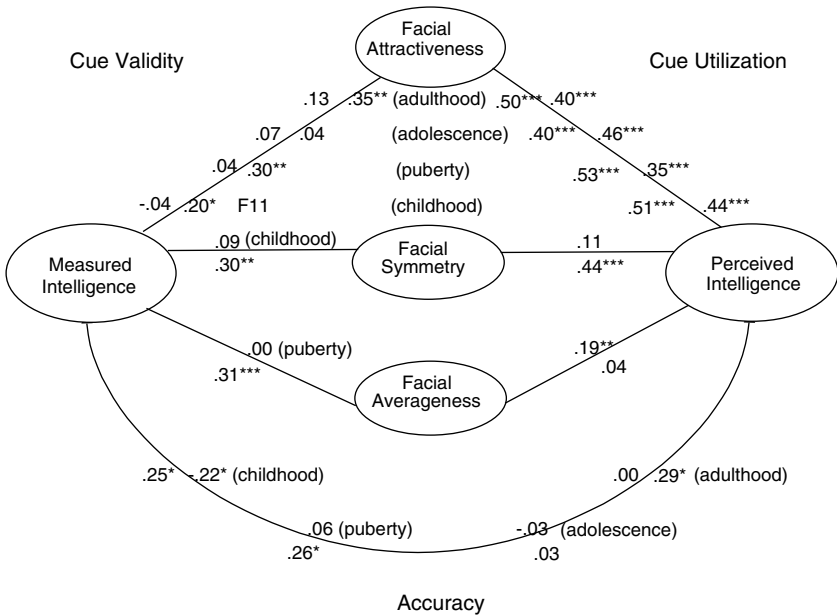 Facial
Attractiveness
Cue Validity
Cue Utilization
.13 .35** (adulthood) .50*** .40***
.07 .04 (adolescence) .40*** .46***
.04 .30** (puberty) .53*** .35***
-.04 .20* F11 (childhood) .51*** .44***
.09 (childhood)
.30**
Measured
Intelligence
Facial
Symmetry
.11
.44***
Perceived
Intelligence
.00 (puberty)
.31***
Facial
Averageness
.19**
.04
.25* -.22* (childhood)
.00 .29* (adulthood)
.06 (puberty)
.26*
-.03 (adolescence)
.03
Accuracy